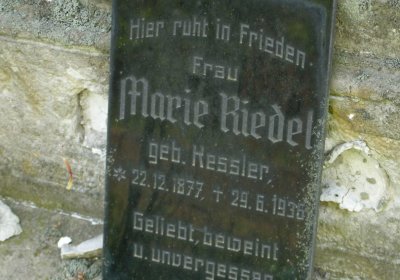 Hier ruht in Frieden
Frau
Marie Riedel
geb. Kessler,
* 22.12.1877, + 29.6.1938
Geliebt, beweint
u. unvergessen